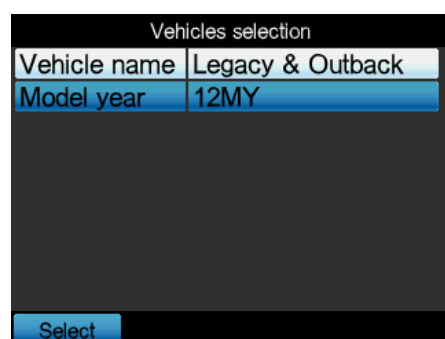 Vehicles selection
Vehicle name Legacy & Outback
Model year 12MY
Select